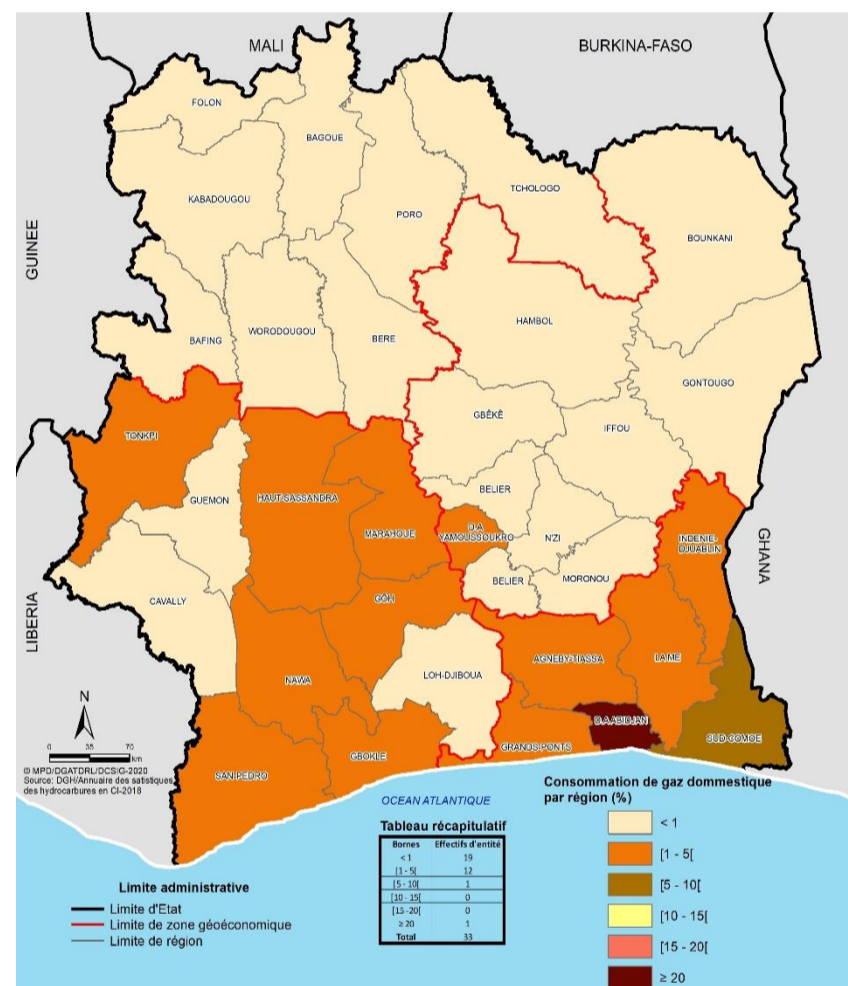 MALI
BURKINA-FASO
GUINEE
LIBERIA
GHANA
FOLON
BAGOUE
TCHOLOGO
KABADOUGOU
PORO
BOUNKANI
HAMBOL
WORODOUGOU
BERE
BAFING
GONTOUGO
GBÊKÊ
IFFOU
TONKPI
BELIER
GUEMON
HAUT-SASSANDRA
D.A
YAMOUSSOUKRO
MARAHOUE
N'ZI
INDENIE-
DJUABLIN
BELIER
MORONOU
CAVALLY
GÔH
LOH-DJIBOUA
AGNEBY-TIASSA
LA ME
NAWA
D.A ABIDJAN
SUD-COMOE
GRANDS PONTS
GBOKLE
SAN-PEDRO
N
0 35 70
km
© MPD/DGATDRL/DCSIG-2020
Source: DGH/Annuaire des satistiques
des hydrocarbures en CI-2018
OCEAN ATLANTIQUE
Limite administrative
Limite d'Etat
Limite de zone géoéconomique
Limite de région
Tableau récapitulatif
Bornes Effectifs d'entité
< 1 19
[1 - 5[ 12
[5 - 10[ 1
[10 - 15[ 0
[15 -20[ 0
≥ 20 1
Total 33
Consommation de gaz dommestique
par région (%)
< 1
[1 - 5[
[5 - 10[
[10 - 15[
[15 - 20[
≥ 20